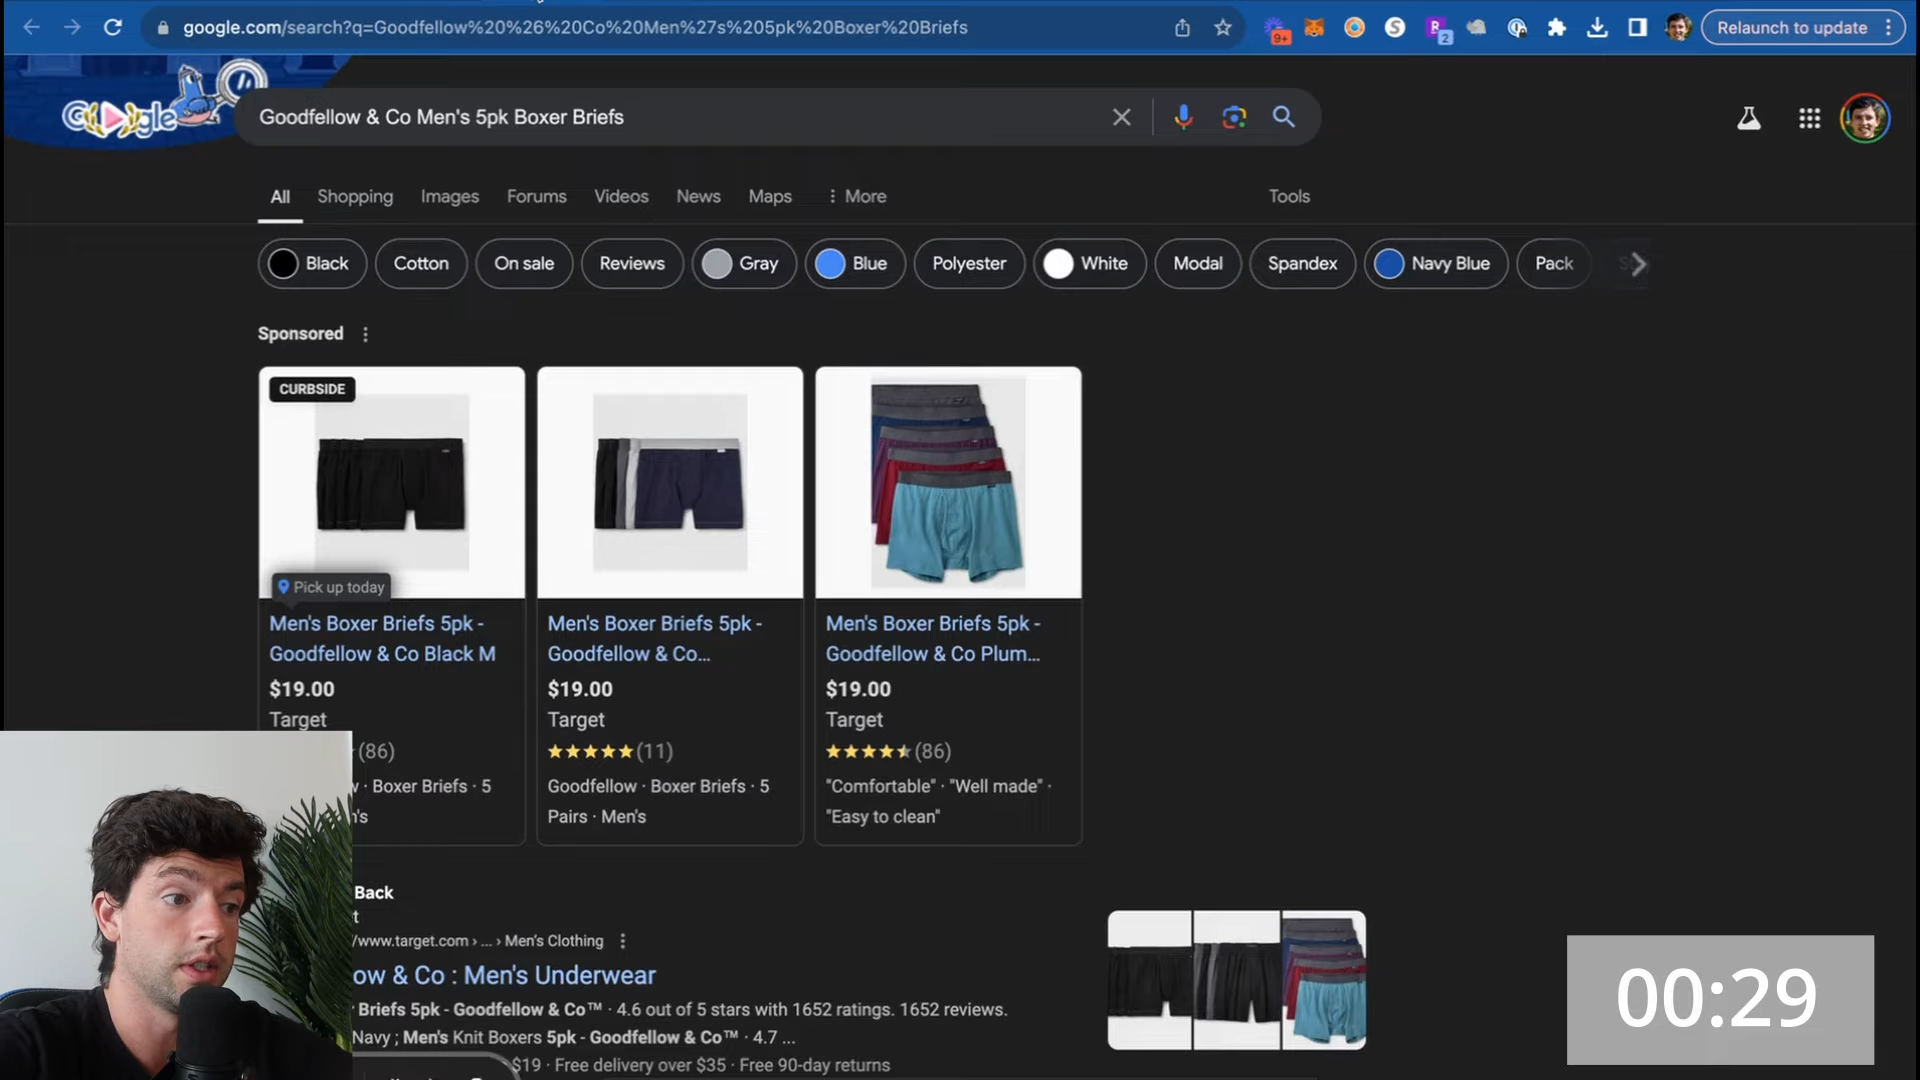 google.com/search?q=Goodfellow%20%26%20Co%20Men%27s%205pk%20Boxer%20Briefs
9+
S
2
Relaunch to update
Google
Goodfellow & Co Men's 5pk Boxer Briefs
All Shopping Images Forums Videos News Maps More Tools
Black Cotton On sale Reviews Gray Blue Polyester White Modal Spandex Navy Blue Pack
Sponsored
CURBSIDE
Pick up today
Men's Boxer Briefs 5pk -
Goodfellow & Co Black M
$19.00
Target
(86)
Boxer Briefs · 5
Men's Boxer Briefs 5pk -
Goodfellow & Co...
$19.00
Target
(11)
Goodfellow · Boxer Briefs · 5
Pairs · Men's
Men's Boxer Briefs 5pk -
Goodfellow & Co Plum...
$19.00
Target
(86)
"Comfortable" · "Well made" ·
"Easy to clean"
Back
/www.target.com › ... › Men's Clothing
ow & Co : Men's Underwear
Briefs 5pk - Goodfellow & Co™ · 4.6 out of 5 stars with 1652 ratings. 1652 reviews.
Navy ; Men's Knit Boxers 5pk - Goodfellow & Co™ · 4.7 ...
$19 · Free delivery over $35 · Free 90-day returns
00:29